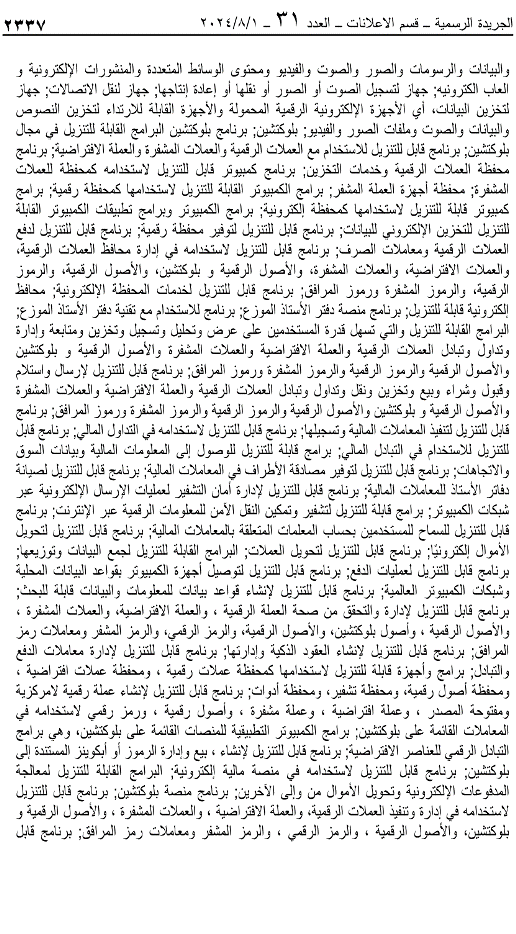 الجريدة الرسمية – قسم الاعلانات – العدد ٣١ – ٢٠٢٤/٨/١ ٢٣٣٧
والبيانات والرسومات والصور والصوت والفيديو ومحتوى الوسائط المتعددة والمنشورات الإلكترونية و
العاب الكترونيه; جهاز لتسجيل الصوت أو الصور أو نقلها أو إعادة إنتاجها; جهاز لنقل الاتصالات; جهاز
لتخزين البيانات، أي الأجهزة الإلكترونية الرقمية المحمولة والأجهزة القابلة للارتداء لتخزين النصوص
والبيانات والصوت وملفات الصور والفيديو; بلوكتشين; برنامج بلوكتشين البرامج القابلة للتنزيل في مجال
بلوكتشين; برنامج قابل للتنزيل للاستخدام مع العملات الرقمية والعملات المشفرة والعملة الافتراضية; برنامج
محفظة العملات الرقمية وخدمات التخزين; برنامج كمبيوتر قابل للتنزيل لاستخدامه كمحفظة للعملات
المشفرة; محفظة أجهزة العملة المشفر; برامج الكمبيوتر القابلة للتنزيل لاستخدامها كمحفظة رقمية; برامج
كمبيوتر قابلة للتنزيل لاستخدامها كمحفظة إلكترونية; برامج الكمبيوتر وبرامج تطبيقات الكمبيوتر القابلة
للتنزيل للتخزين الإلكتروني للبيانات; برنامج قابل للتنزيل لتوفير محفظة رقمية; برنامج قابل للتنزيل لدفع
العملات الرقمية ومعاملات الصرف; برنامج قابل للتنزيل لاستخدامه في إدارة محافظ العملات الرقمية،
والعملات الافتراضية، والعملات المشفرة، والأصول الرقمية و بلوكتشين، والأصول الرقمية، والرموز
الرقمية، والرموز المشفرة ورموز المرافق; برنامج قابل للتنزيل لخدمات المحفظة الإلكترونية; محافظ
إلكترونية قابلة للتنزيل; برنامج منصة دفتر الأستاذ الموزع; برنامج للاستخدام مع تقنية دفتر الأستاذ الموزع;
البرامج القابلة للتنزيل والتي تسهل قدرة المستخدمين على عرض وتحليل وتسجيل وتخزين ومتابعة وإدارة
وتداول وتبادل العملات الرقمية والعملة الافتراضية والعملات المشفرة والأصول الرقمية و بلوكتشين
والأصول الرقمية والرموز الرقمية والرموز المشفرة ورموز المرافق; برنامج قابل للتنزيل لإرسال واستلام
وقبول وشراء وبيع وتخزين ونقل وتداول وتبادل العملات الرقمية والعملة الافتراضية والعملات المشفرة
والأصول الرقمية و بلوكتشين والأصول الرقمية والرموز الرقمية والرموز المشفرة ورموز المرافق; برنامج
قابل للتنزيل لتنفيذ المعاملات المالية وتسجيلها; برنامج قابل للتنزيل لاستخدامه في التداول المالي; برنامج قابل
للتنزيل للاستخدام في التبادل المالي; برامج قابلة للتنزيل للوصول إلى المعلومات المالية وبيانات السوق
والاتجاهات; برنامج قابل للتنزيل لتوفير مصادقة الأطراف في المعاملات المالية; برنامج قابل للتنزيل لصيانة
دفاتر الأستاذ للمعاملات المالية; برنامج قابل للتنزيل لإدارة أمان التشفير لعمليات الإرسال الإلكترونية عبر
شبكات الكمبيوتر; برامج قابلة للتنزيل لتشفير وتمكين النقل الآمن للمعلومات الرقمية عبر الإنترنت; برنامج
قابل للتنزيل للسماح للمستخدمين بحساب المعلمات المتعلقة بالمعاملات المالية; برنامج قابل للتنزيل لتحويل
الأموال إلكترونيًا; برنامج قابل للتنزيل لتحويل العملات; البرامج القابلة للتنزيل لجمع البيانات وتوزيعها;
برنامج قابل للتنزيل لعمليات الدفع; برنامج قابل للتنزيل لتوصيل أجهزة الكمبيوتر بقواعد البيانات المحلية
وشبكات الكمبيوتر العالمية; برنامج قابل للتنزيل لإنشاء قواعد بيانات للمعلومات والبيانات قابلة للبحث;
برنامج قابل للتنزيل لإدارة والتحقق من صحة العملة الرقمية ، والعملة الافتراضية، والعملات المشفرة ،
والأصول الرقمية ، وأصول بلوكتشين، والأصول الرقمية، والرمز الرقمي، والرمز المشفر ومعاملات رمز
المرافق; برنامج قابل للتنزيل لإنشاء العقود الذكية وإدارتها; برنامج قابل للتنزيل لإدارة معاملات الدفع
والتبادل; برامج وأجهزة قابلة للتنزيل لاستخدامها كمحفظة عملات رقمية ، ومحفظة عملات افتراضية ،
ومحفظة أصول رقمية، ومحفظة تشفير، ومحفظة أدوات; برنامج قابل للتنزيل لإنشاء عملة رقمية لامركزية
ومفتوحة المصدر ، وعملة افتراضية ، وعملة مشفرة ، وأصول رقمية ، ورمز رقمي لاستخدامه في
المعاملات القائمة على بلوكتشين; برامج الكمبيوتر التطبيقية للمنصات القائمة على بلوكتشين، وهي برامج
التبادل الرقمي للعناصر الافتراضية; برنامج قابل للتنزيل لإنشاء ، بيع وإدارة الرموز أو أبكوينز المستندة إلى
بلوكتشين; برنامج قابل للتنزيل لاستخدامه في منصة مالية إلكترونية; البرامج القابلة للتنزيل لمعالجة
المدفوعات الإلكترونية وتحويل الأموال من وإلى الآخرين; برنامج منصة بلوكتشين; برنامج قابل للتنزيل
لاستخدامه في إدارة وتنفيذ العملات الرقمية، والعملة الافتراضية ، والعملات المشفرة ، والأصول الرقمية و
بلوكتشين، والأصول الرقمية ، والرمز الرقمي ، والرمز المشفر ومعاملات رمز المرافق; برنامج قابل